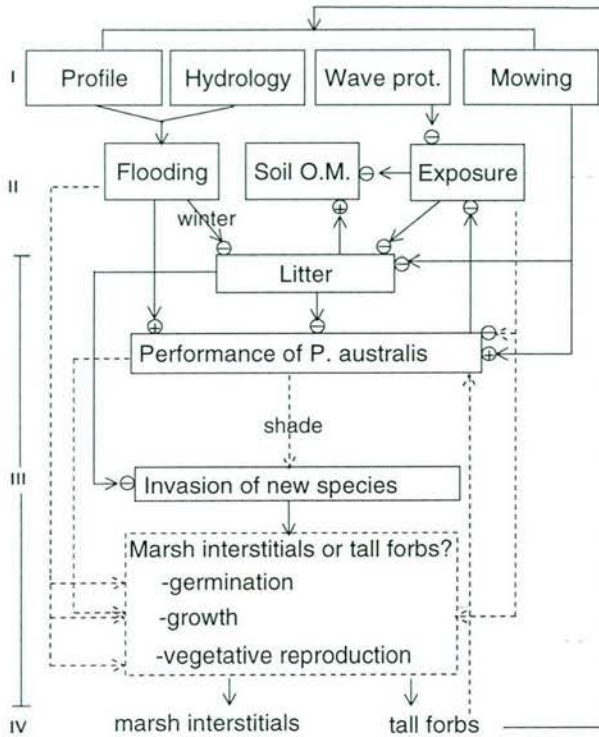 I
Profile
Hydrology
Wave prot.
Mowing
II
Flooding
Soil O.M.
Exposure
winter
Litter
Performance of P. australis
shade
III
Invasion of new species
Marsh interstitials or tall forbs?
-germination
-growth
-vegetative reproduction
IV
marsh interstitials
tall forbs